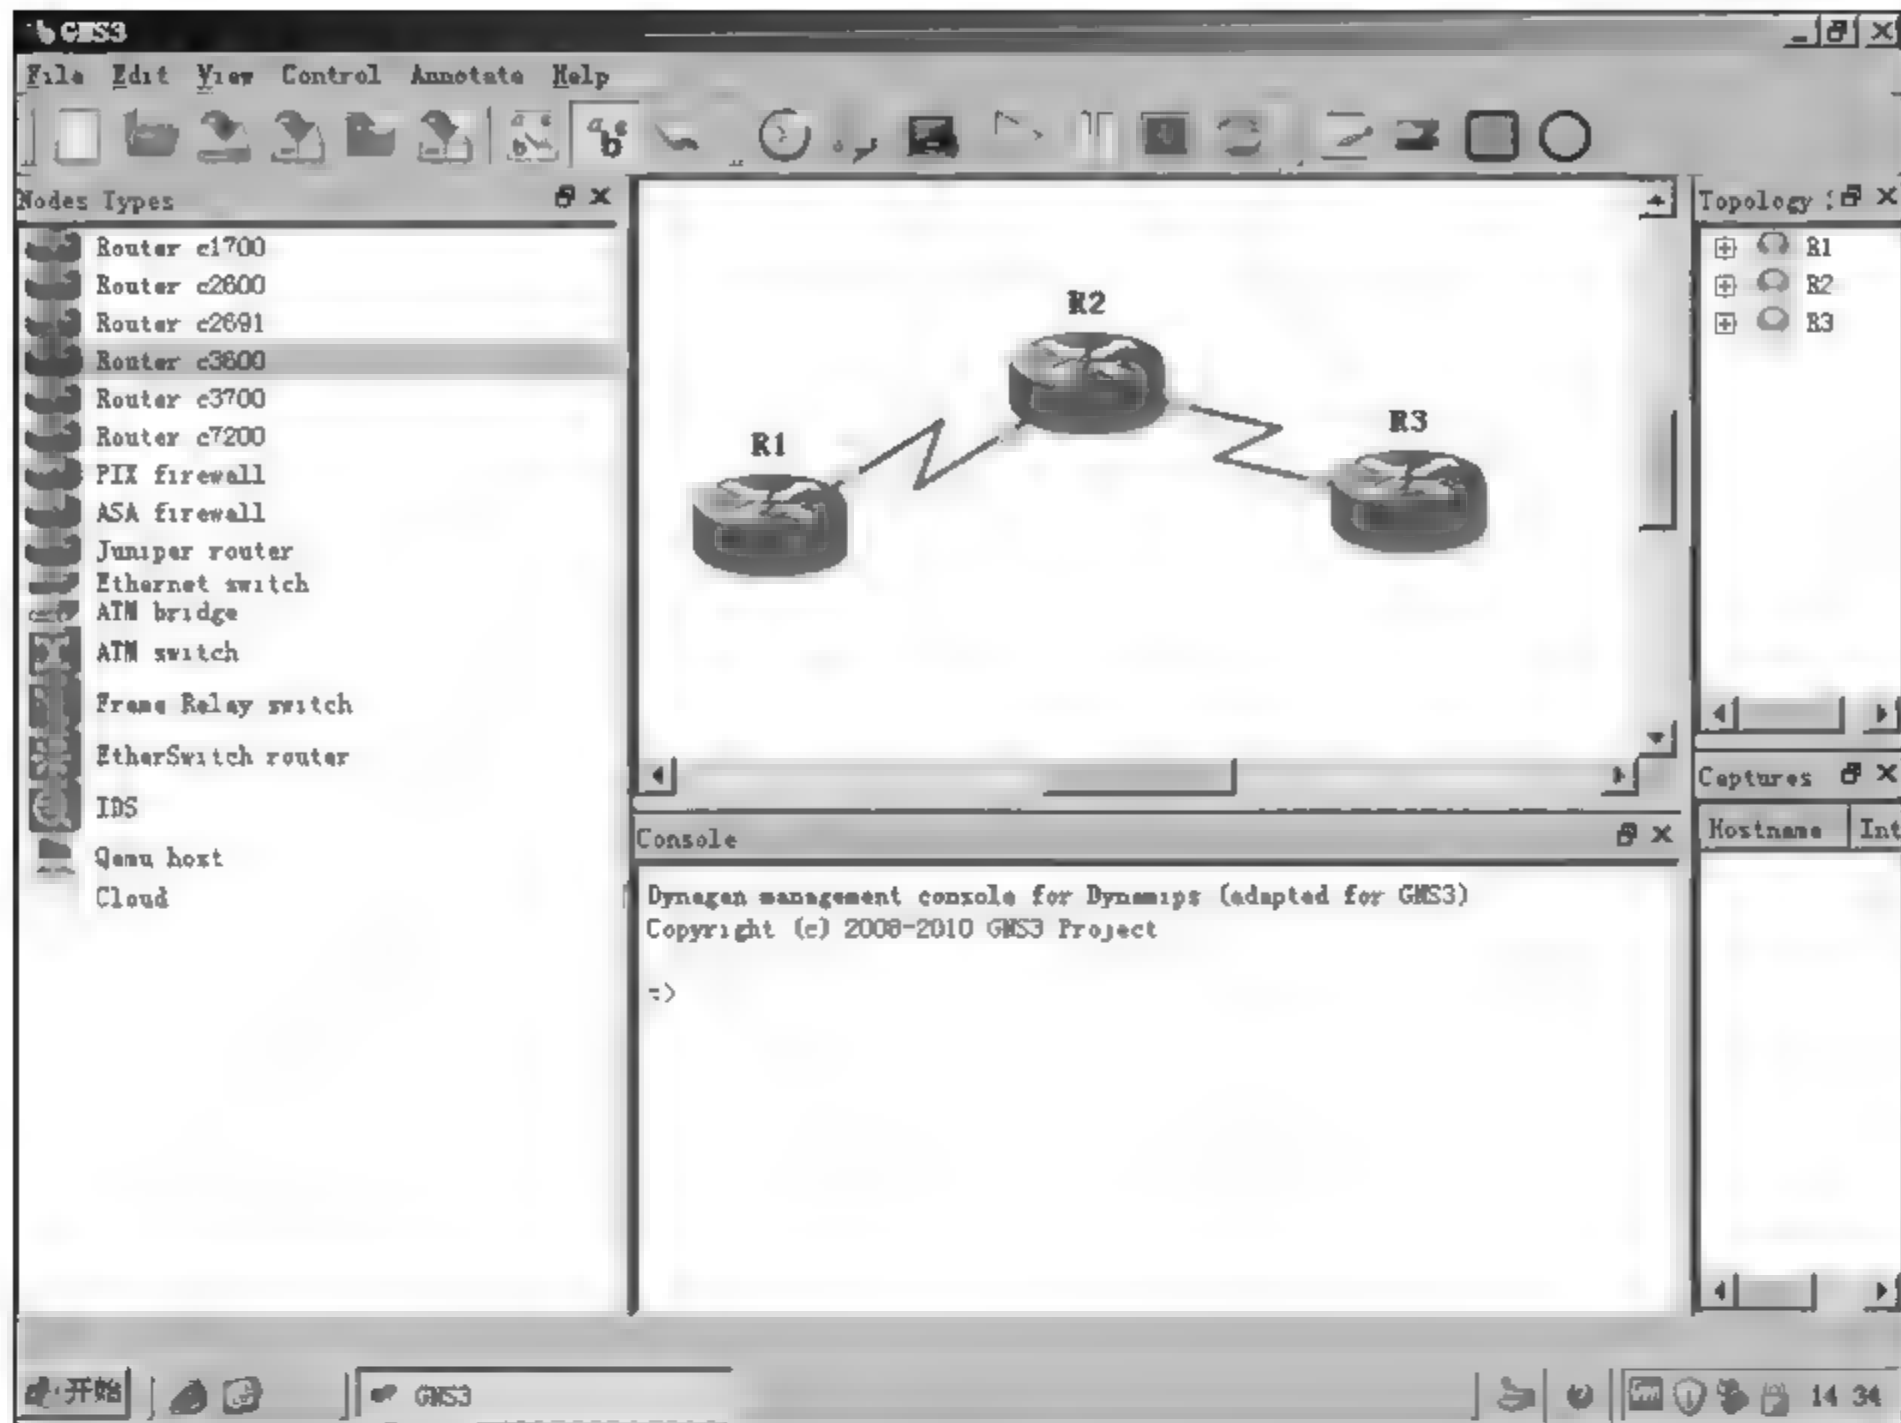 GNS3
File Edit View Control Annotate Help
Nodes Types
Router c1700
Router c2600
Router c2691
Router c3600
Router c3700
Router c7200
PIX firewall
ASA firewall
Juniper router
Ethernet switch
ATM bridge
ATM switch
Frame Relay switch
EtherSwitch router
IDS
Qemu host
Cloud
R1
R2
R3
Console
Dynagen management console for Dynamips (adapted for GNS3)
Copyright (c) 2008-2010 GNS3 Project
=>
Topology
R1
R2
R3
Captures
Hostname Int
开始
GNS3
14 34